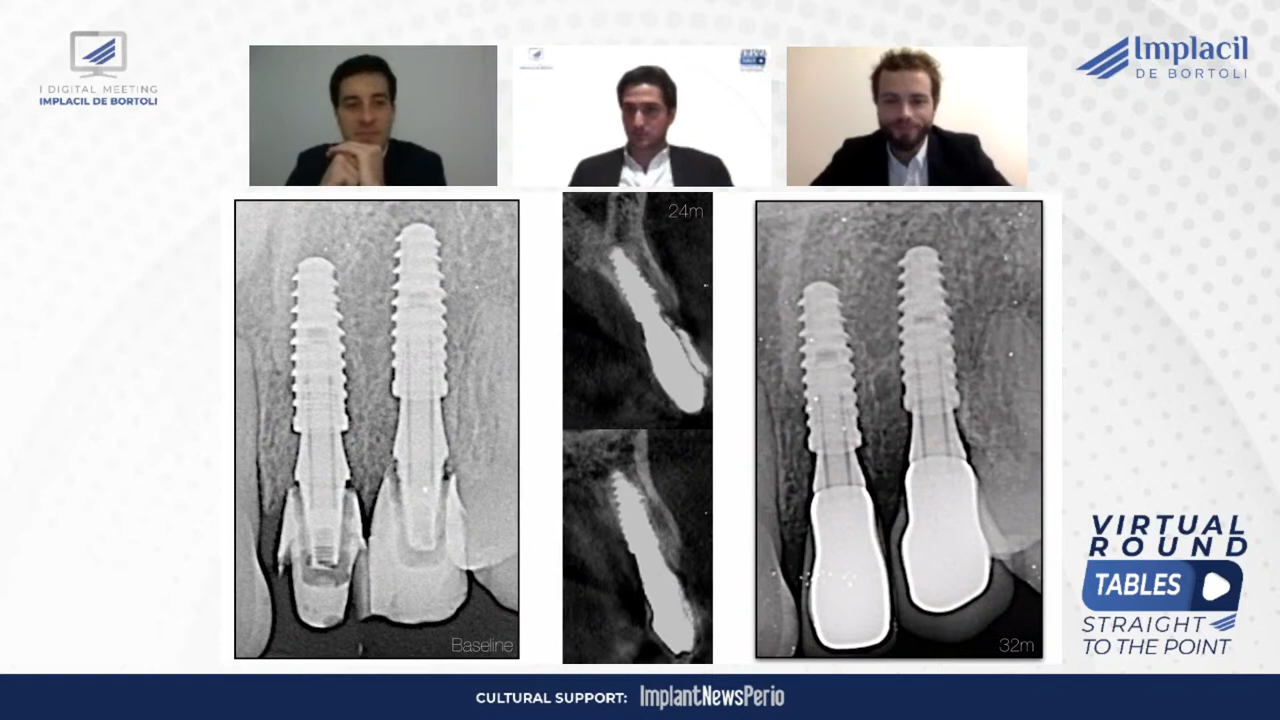 I DIGITAL MEETING
IMPLACIL DE BORTOLI
Implacil
DE BORTOLI
24m
Baseline
32m
VIRTUAL
ROUND
TABLES
STRAIGHT
TO THE POINT
CULTURAL SUPPORT: ImplantNewsPerio